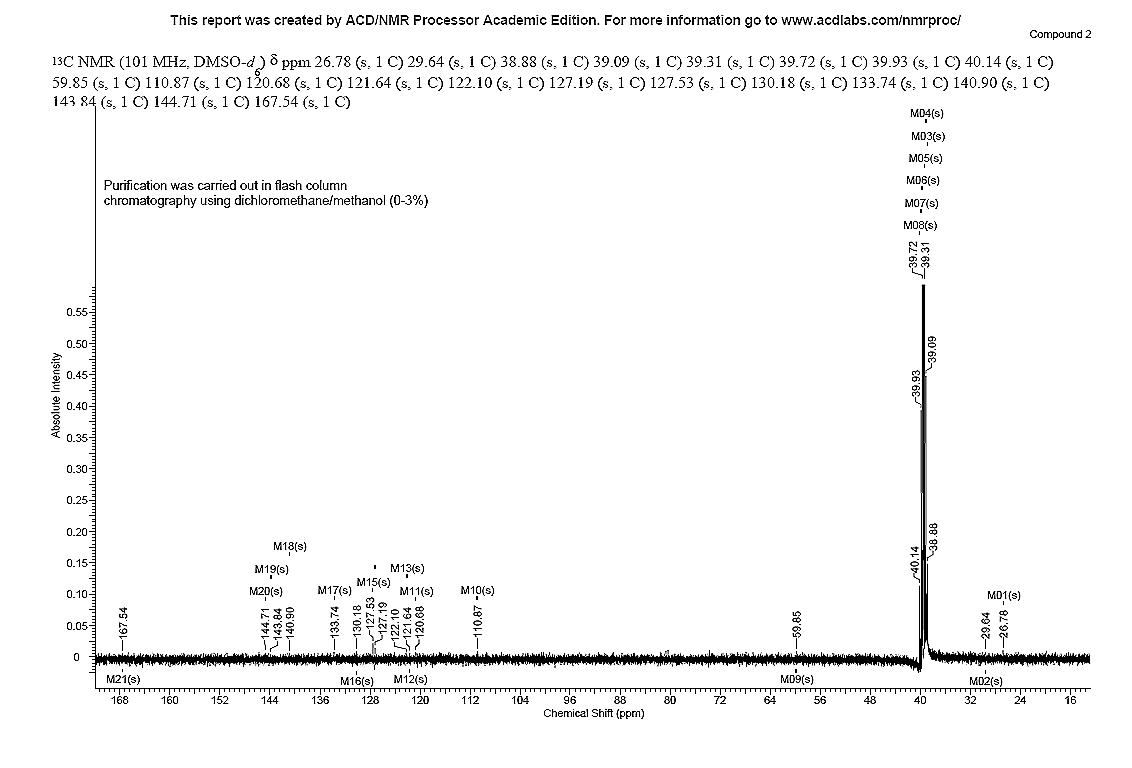 This report was created by ACD/NMR Processor Academic Edition. For more information go to www.acdlabs.com/nmrproc/
Compound 2
13C NMR (101 MHz, DMSO-d6) δ ppm 26.78 (s, 1 C) 29.64 (s, 1 C) 38.88 (s, 1 C) 39.09 (s, 1 C) 39.31 (s, 1 C) 39.72 (s, 1 C) 39.93 (s, 1 C) 40.14 (s, 1 C)
59.85 (s, 1 C) 110.87 (s, 1 C) 120.68 (s, 1 C) 121.64 (s, 1 C) 122.10 (s, 1 C) 127.19 (s, 1 C) 127.53 (s, 1 C) 130.18 (s, 1 C) 133.74 (s, 1 C) 140.90 (s, 1 C)
143.84 (s, 1 C) 144.71 (s, 1 C) 167.54 (s, 1 C)
M04(s)
M03(s)
M05(s)
M06(s)
M07(s)
M08(s)
Purification was carried out in flash column
chromatography using dichloromethane/methanol (0-3%)
39.72
39.31
39.93
39.09
40.14
38.88
Absolute Intensity
0.55
0.50
0.45
0.40
0.35
0.30
0.25
0.20
0.15
0.10
0.05
0
M18(s)
M19(s)
M20(s)
M17(s)
M15(s)
M13(s)
M11(s)
M10(s)
M01(s)
167.54
144.71
143.84
140.90
133.74
130.18
127.53
127.19
122.10
121.64
120.68
110.87
59.85
29.64
26.78
M21(s)
M16(s)
M12(s)
M09(s)
M02(s)
168 160 152 144 136 128 120 112 104 96 88 80 72 64 56 48 40 32 24 16
Chemical Shift (ppm)